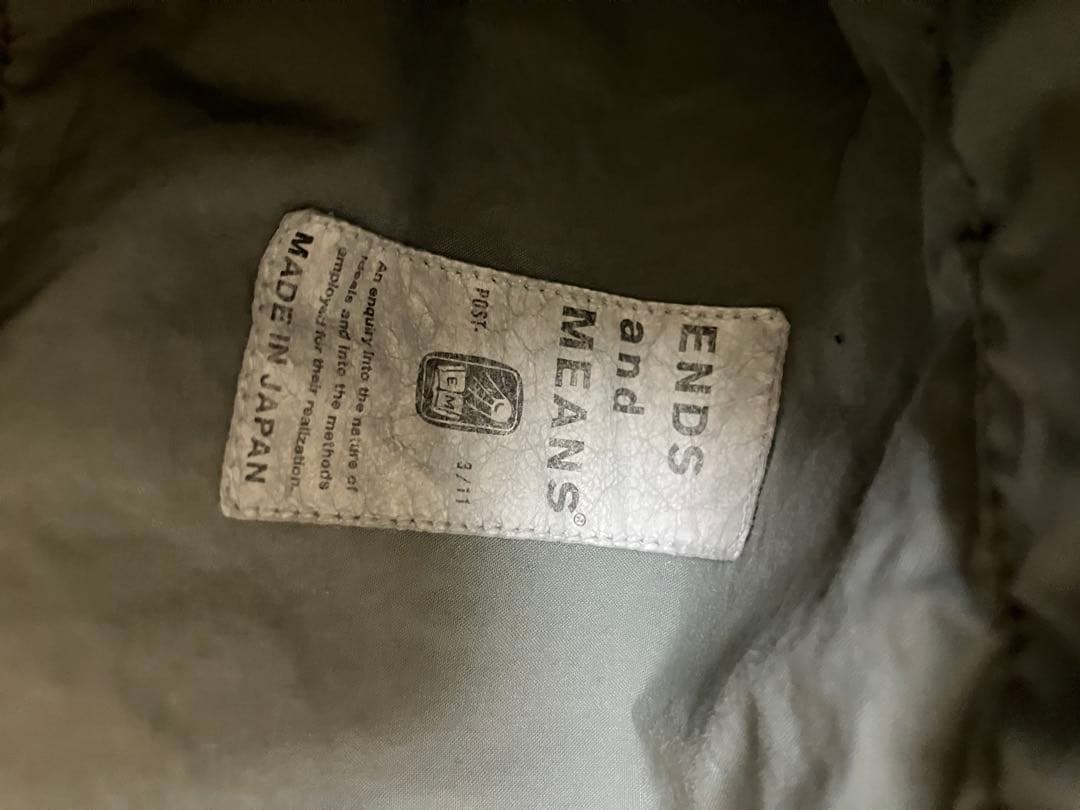 ENDS
and
MEANS®
POST. EM 3/11
An enquiry into the nature of
ideals and into the methods
employed for their realization.
MADE IN JAPAN